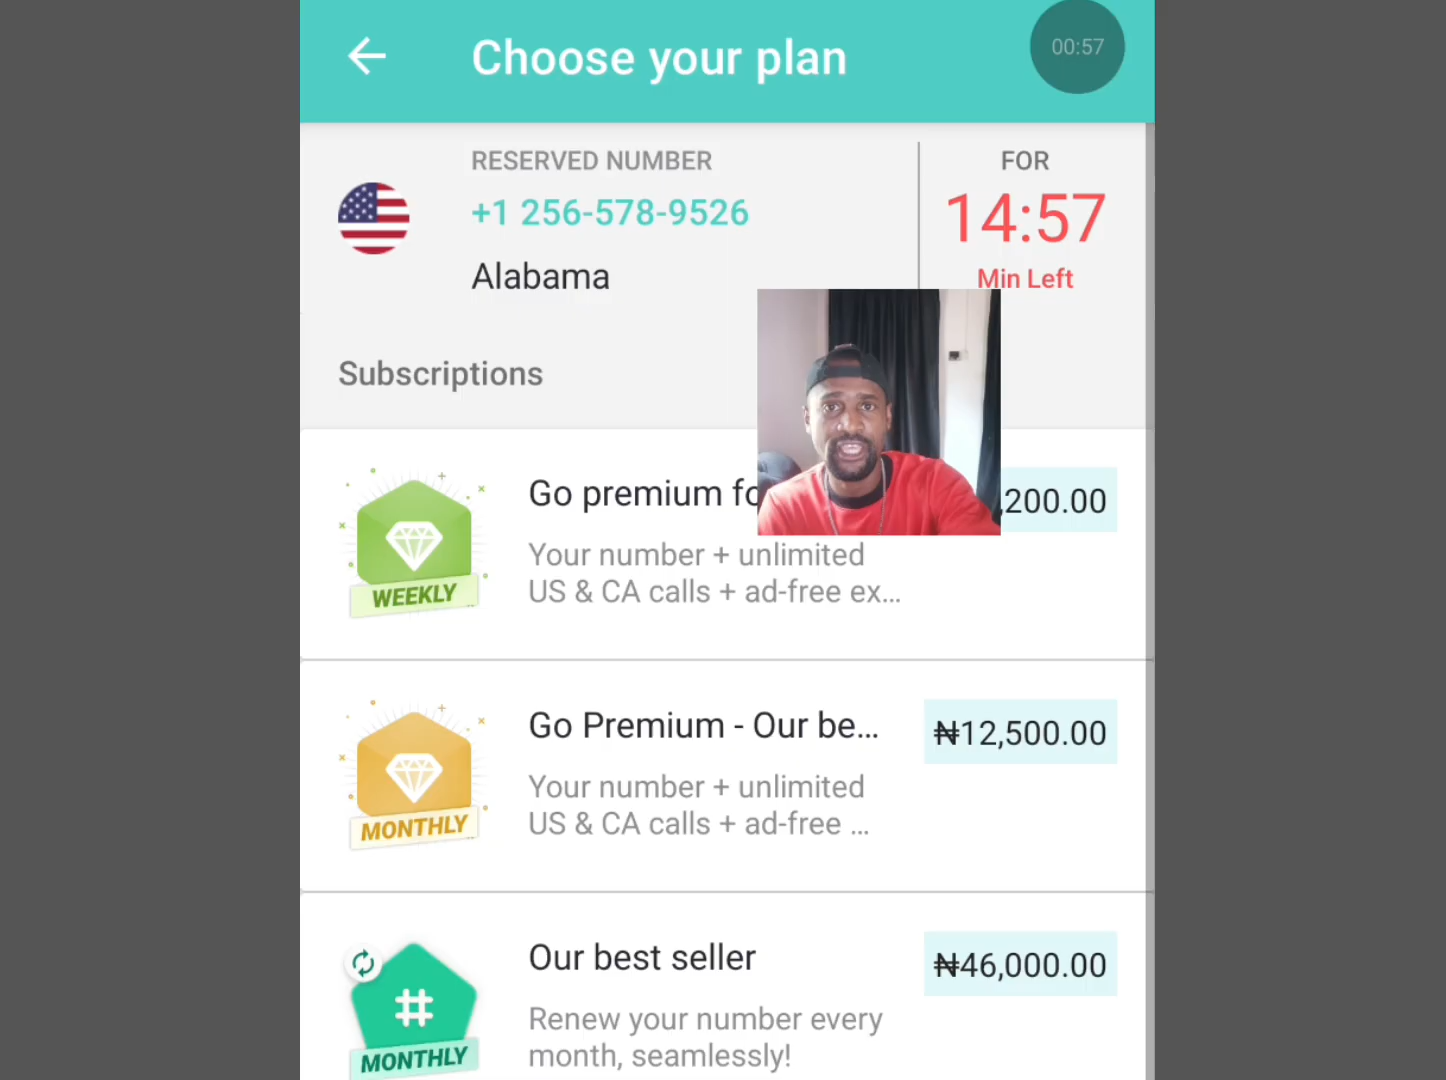 Choose your plan
00:57
RESERVED NUMBER
+1 256-578-9526
Alabama
FOR
14:57
Min Left
Subscriptions
WEEKLY
Go premium
,200.00
Your number + unlimited
US & CA calls + ad-free ex...
MONTHLY
Go Premium - Our be...
₦12,500.00
Your number + unlimited
US & CA calls + ad-free ...
#
MONTHLY
Our best seller
₦46,000.00
Renew your number every
month, seamlessly!